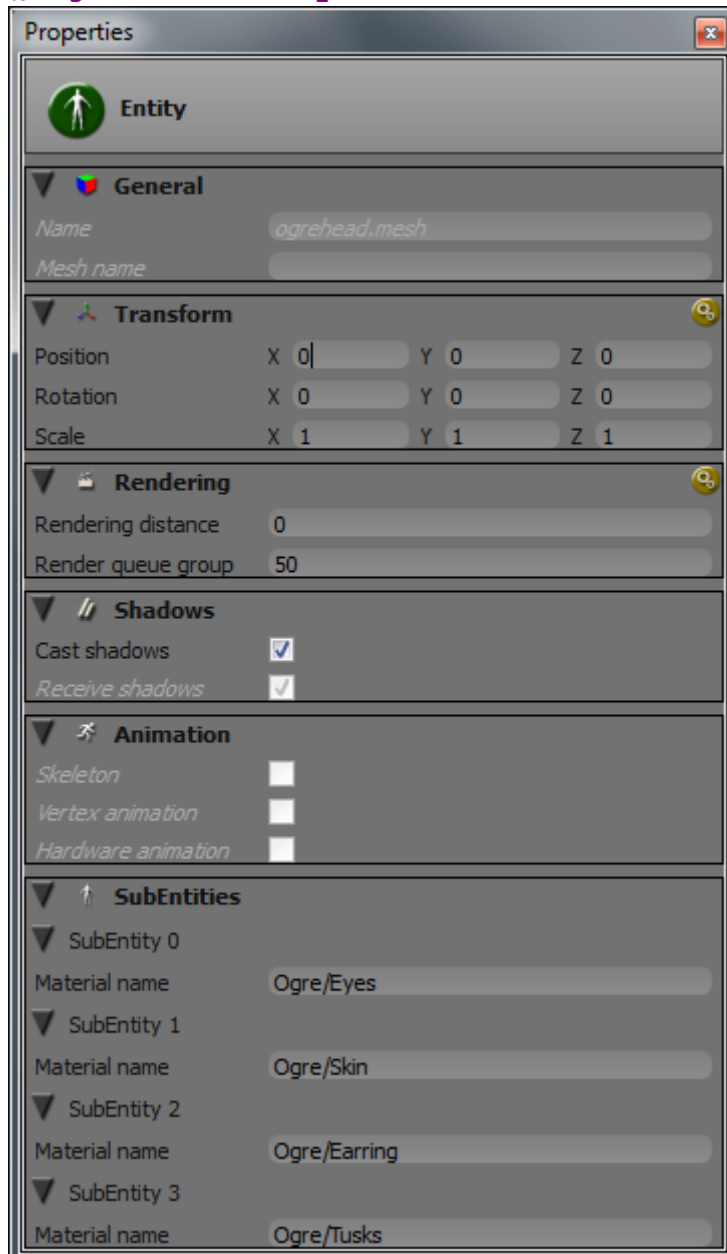 Properties
Entity
General
Name ogrehead.mesh
Mesh name
Transform
Position X 0 Y 0 Z 0
Rotation X 0 Y 0 Z 0
Scale X 1 Y 1 Z 1
Rendering
Rendering distance 0
Render queue group 50
Shadows
Cast shadows
Receive shadows
Animation
Skeleton
Vertex animation
Hardware animation
SubEntities
SubEntity 0
Material name Ogre/Eyes
SubEntity 1
Material name Ogre/Skin
SubEntity 2
Material name Ogre/Earring
SubEntity 3
Material name Ogre/Tusks